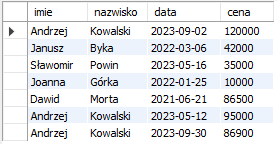 imie nazwisko data cena
Andrzej Kowalski 2023-09-02 120000
Janusz Byka 2022-03-06 42000
Sławomir Powin 2023-05-16 35000
Joanna Górka 2022-01-25 10000
Dawid Morta 2021-06-21 86500
Andrzej Kowalski 2023-05-12 95000
Andrzej Kowalski 2023-09-30 86900